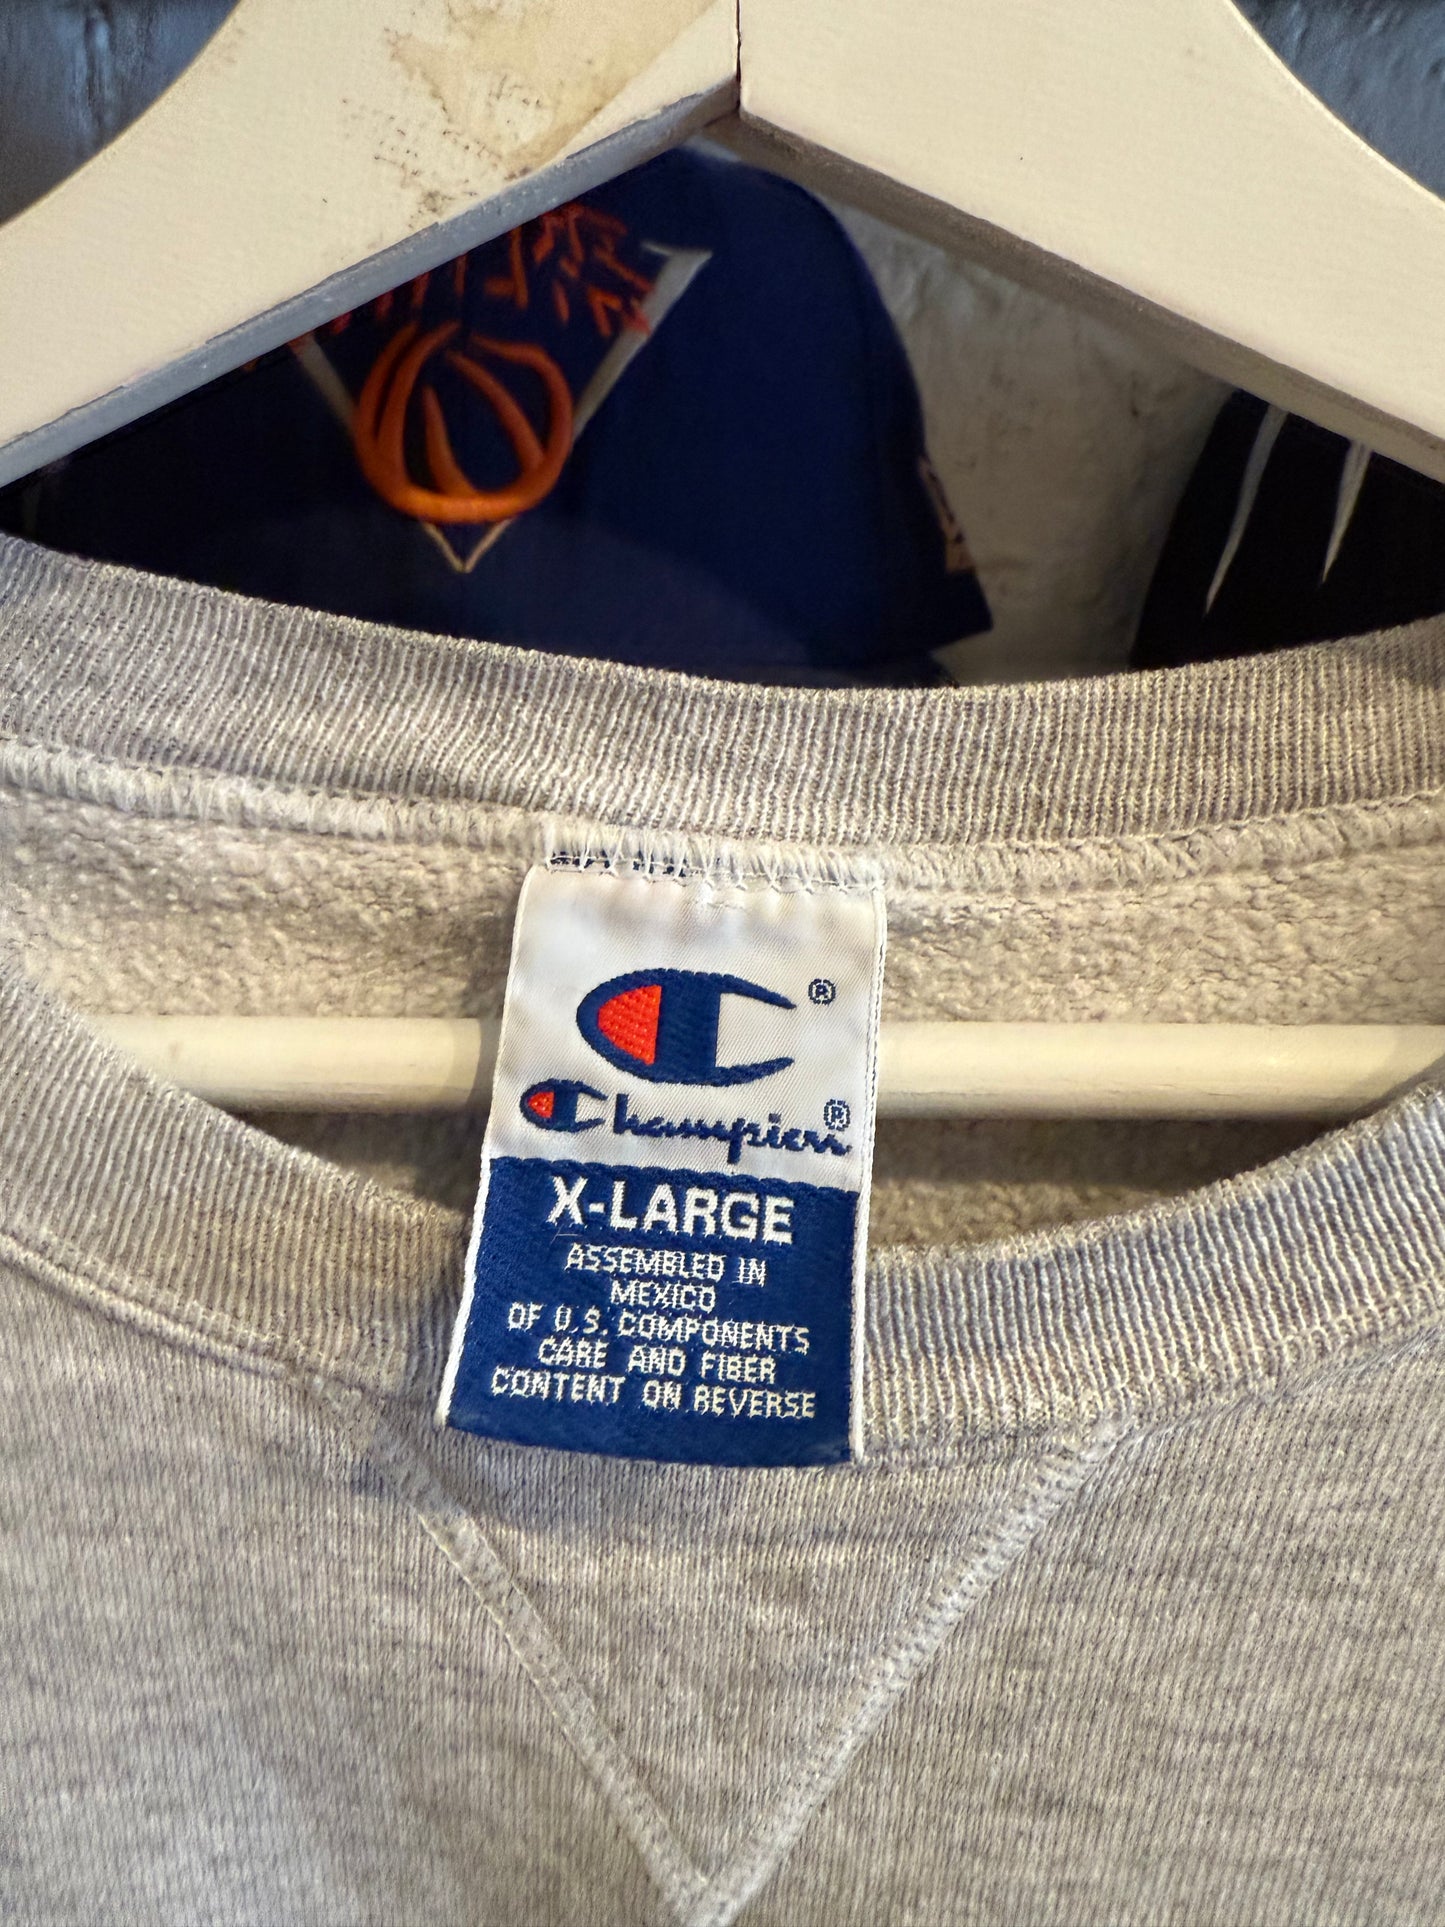 ®
Champion®
X-LARGE
ASSEMBLED IN
MEXICO
OF U.S. COMPONENTS
CARE AND FIBER
CONTENT ON REVERSE